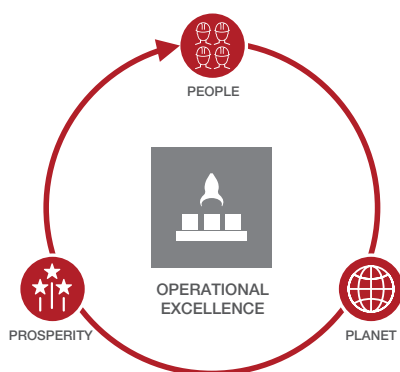 PEOPLE
OPERATIONAL
EXCELLENCE
PROSPERITY
PLANET